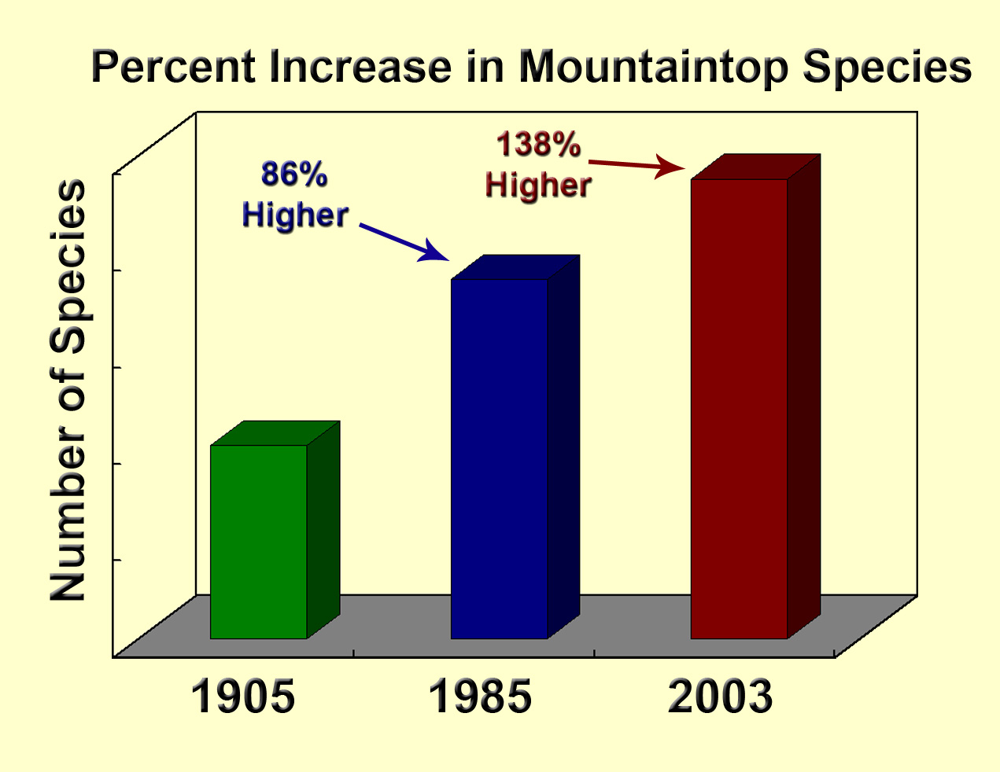 Percent Increase in Mountaintop Species
138%
Higher
86%
Higher
Number of Species
1905 1985 2003